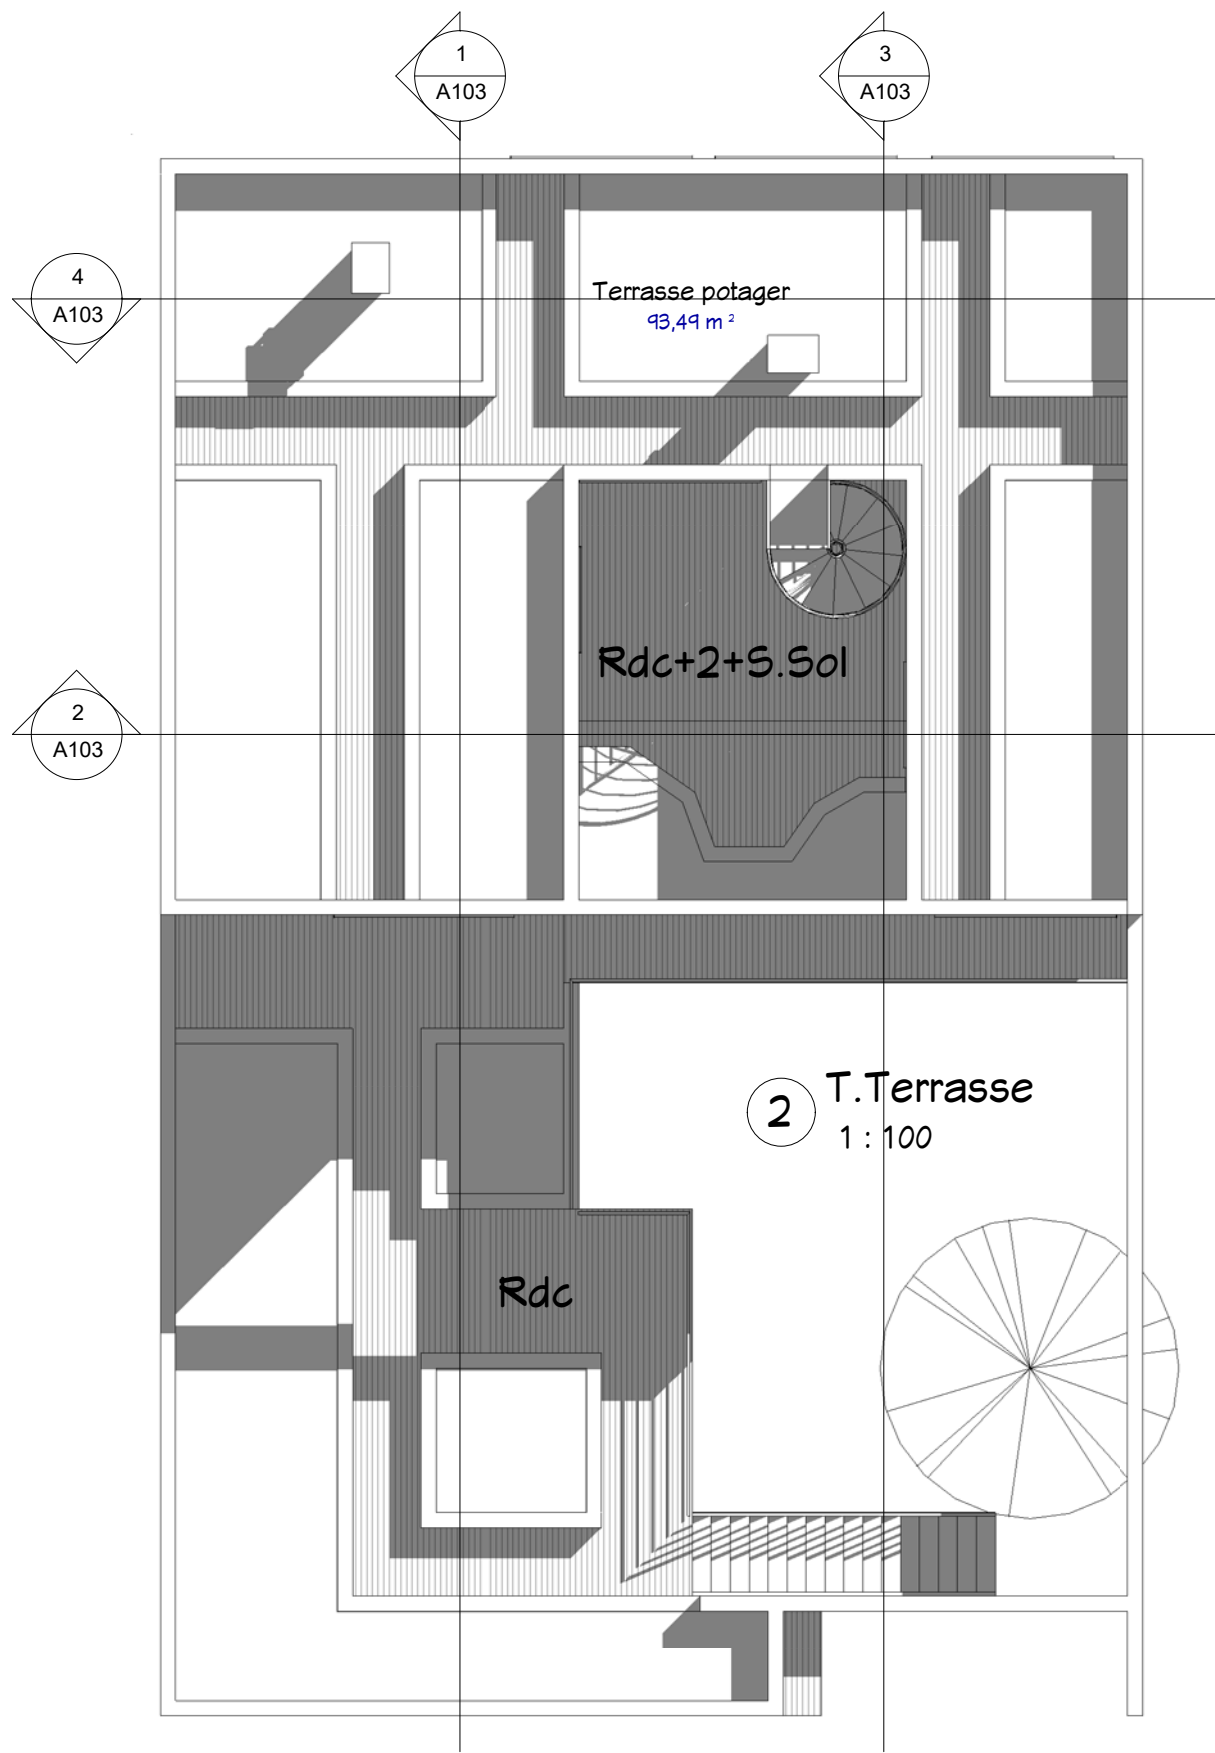 1
A103
3
A103
4
A103
Terrasse potager
93,49 m²
Rdc+2+S.Sol
2
A103
2
T.Terrasse
1 : 100
Rdc